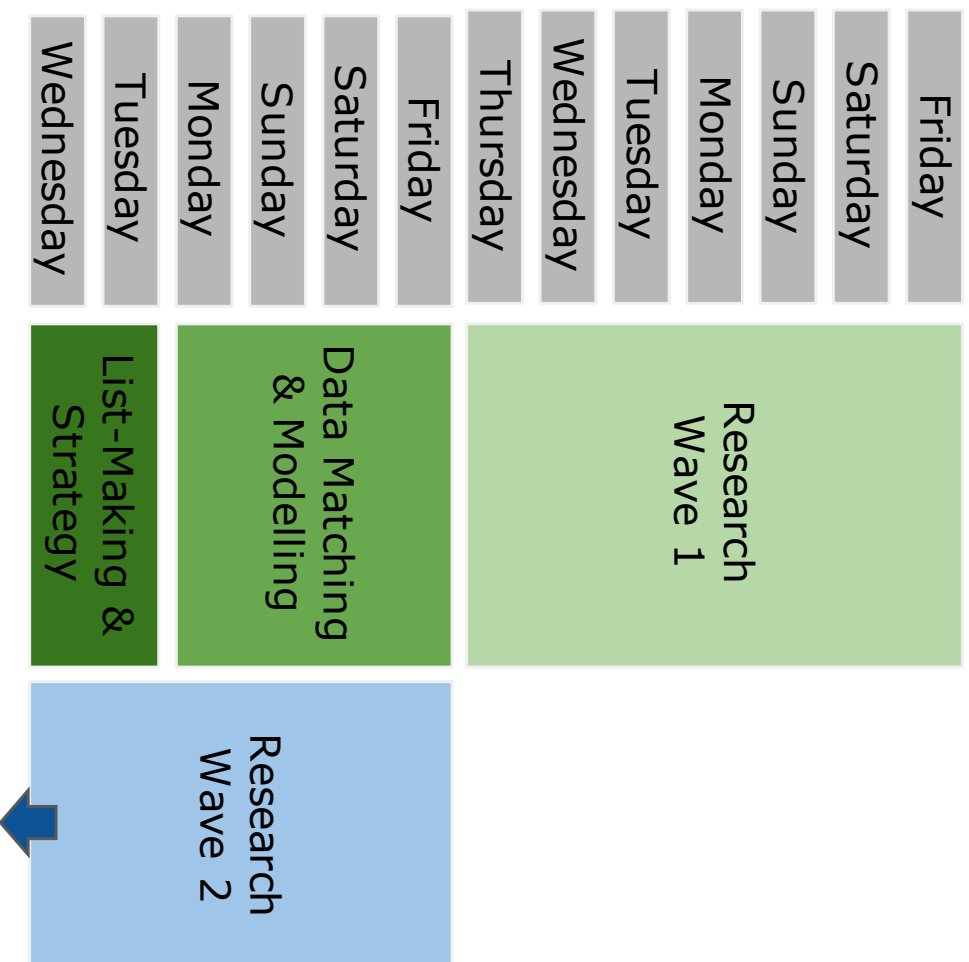 Friday
Saturday
Sunday
Monday
Tuesday
Wednesday
Thursday
Friday
Saturday
Sunday
Monday
Tuesday
Wednesday
Research
Wave 1
Data Matching
& Modelling
List-Making &
Strategy
Research
Wave 2